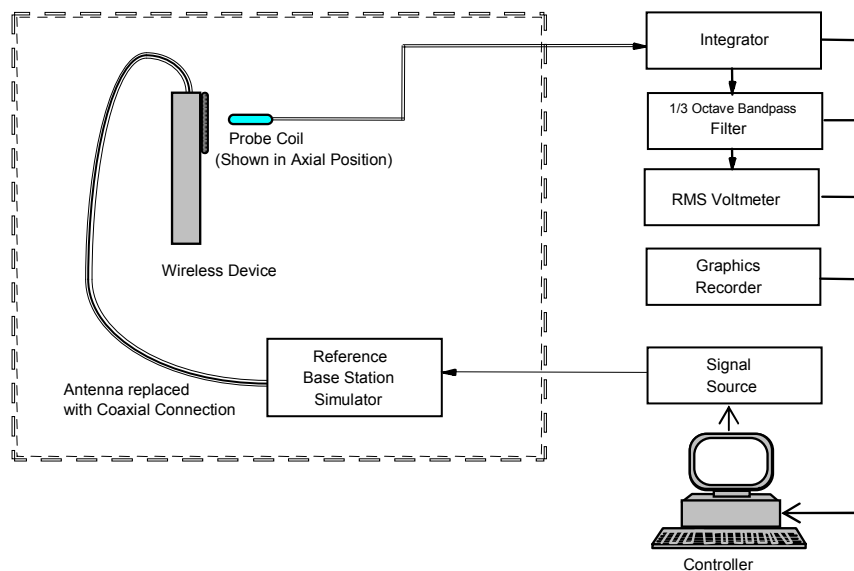 Integrator
1/3 Octave Bandpass
Filter
RMS Voltmeter
Graphics
Recorder
Probe Coil
(Shown in Axial Position)
Wireless Device
Reference
Base Station
Simulator
Signal
Source
Antenna replaced
with Coaxial Connection
Controller